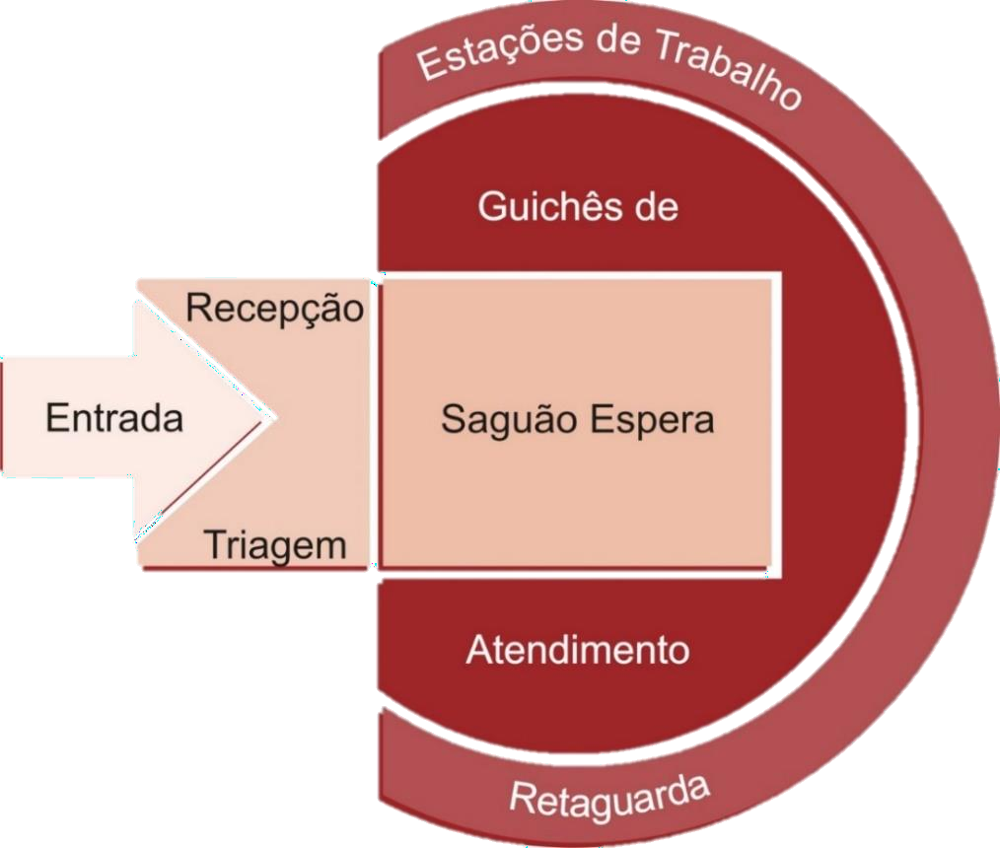 Estações de Trabalho
Guichês de
Recepção
Entrada
Saguão Espera
Triagem
Atendimento
Retaguarda